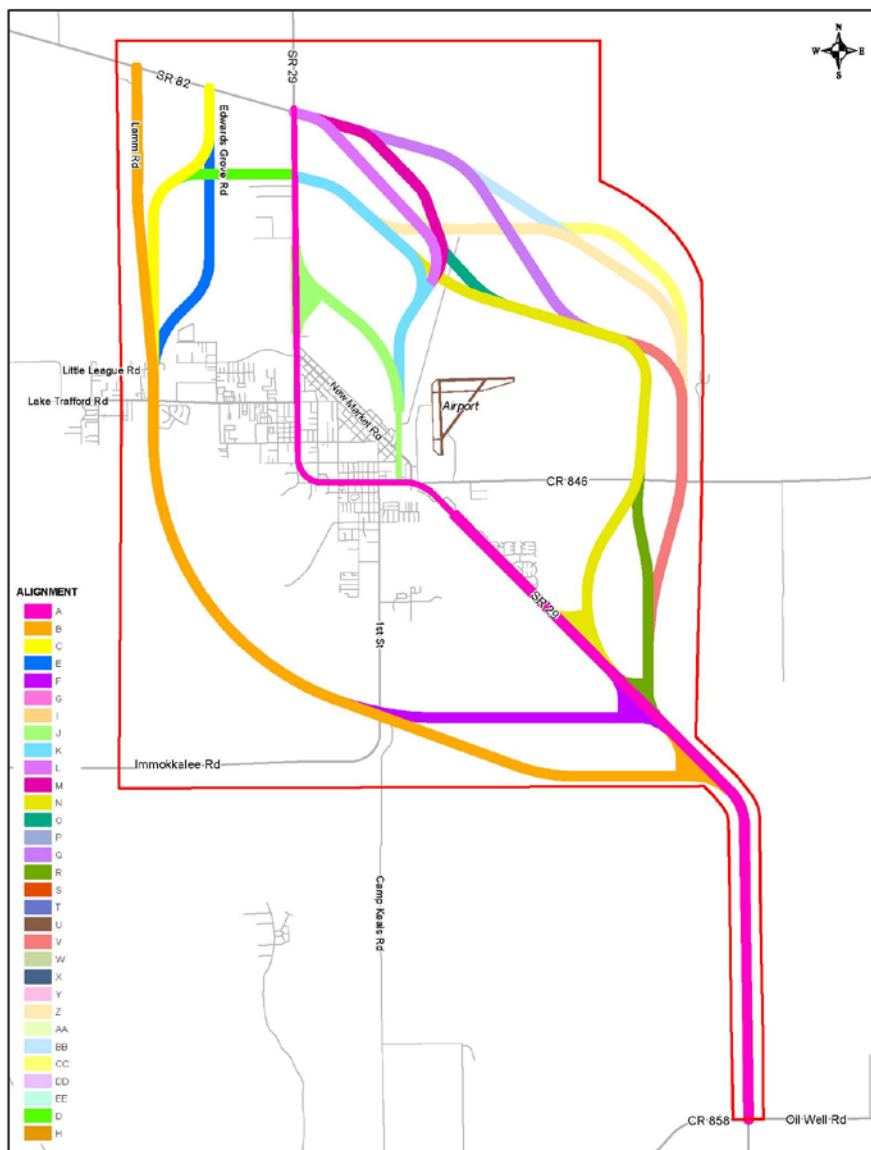 N
W E
S
SR 82
SR 29
Lamm Rd
Edwards Grove Rd
Little League Rd
Lake Trafford Rd
New Market Rd
Airport
CR 846
SR 29
1st St
Immokkalee Rd
Camp Keais Rd
CR 858
Oil Well Rd
ALIGNMENT
A
B
C
E
F
G
I
J
K
L
M
N
O
P
Q
R
S
T
U
V
W
X
Y
Z
AA
BB
CC
DD
EE
D
H